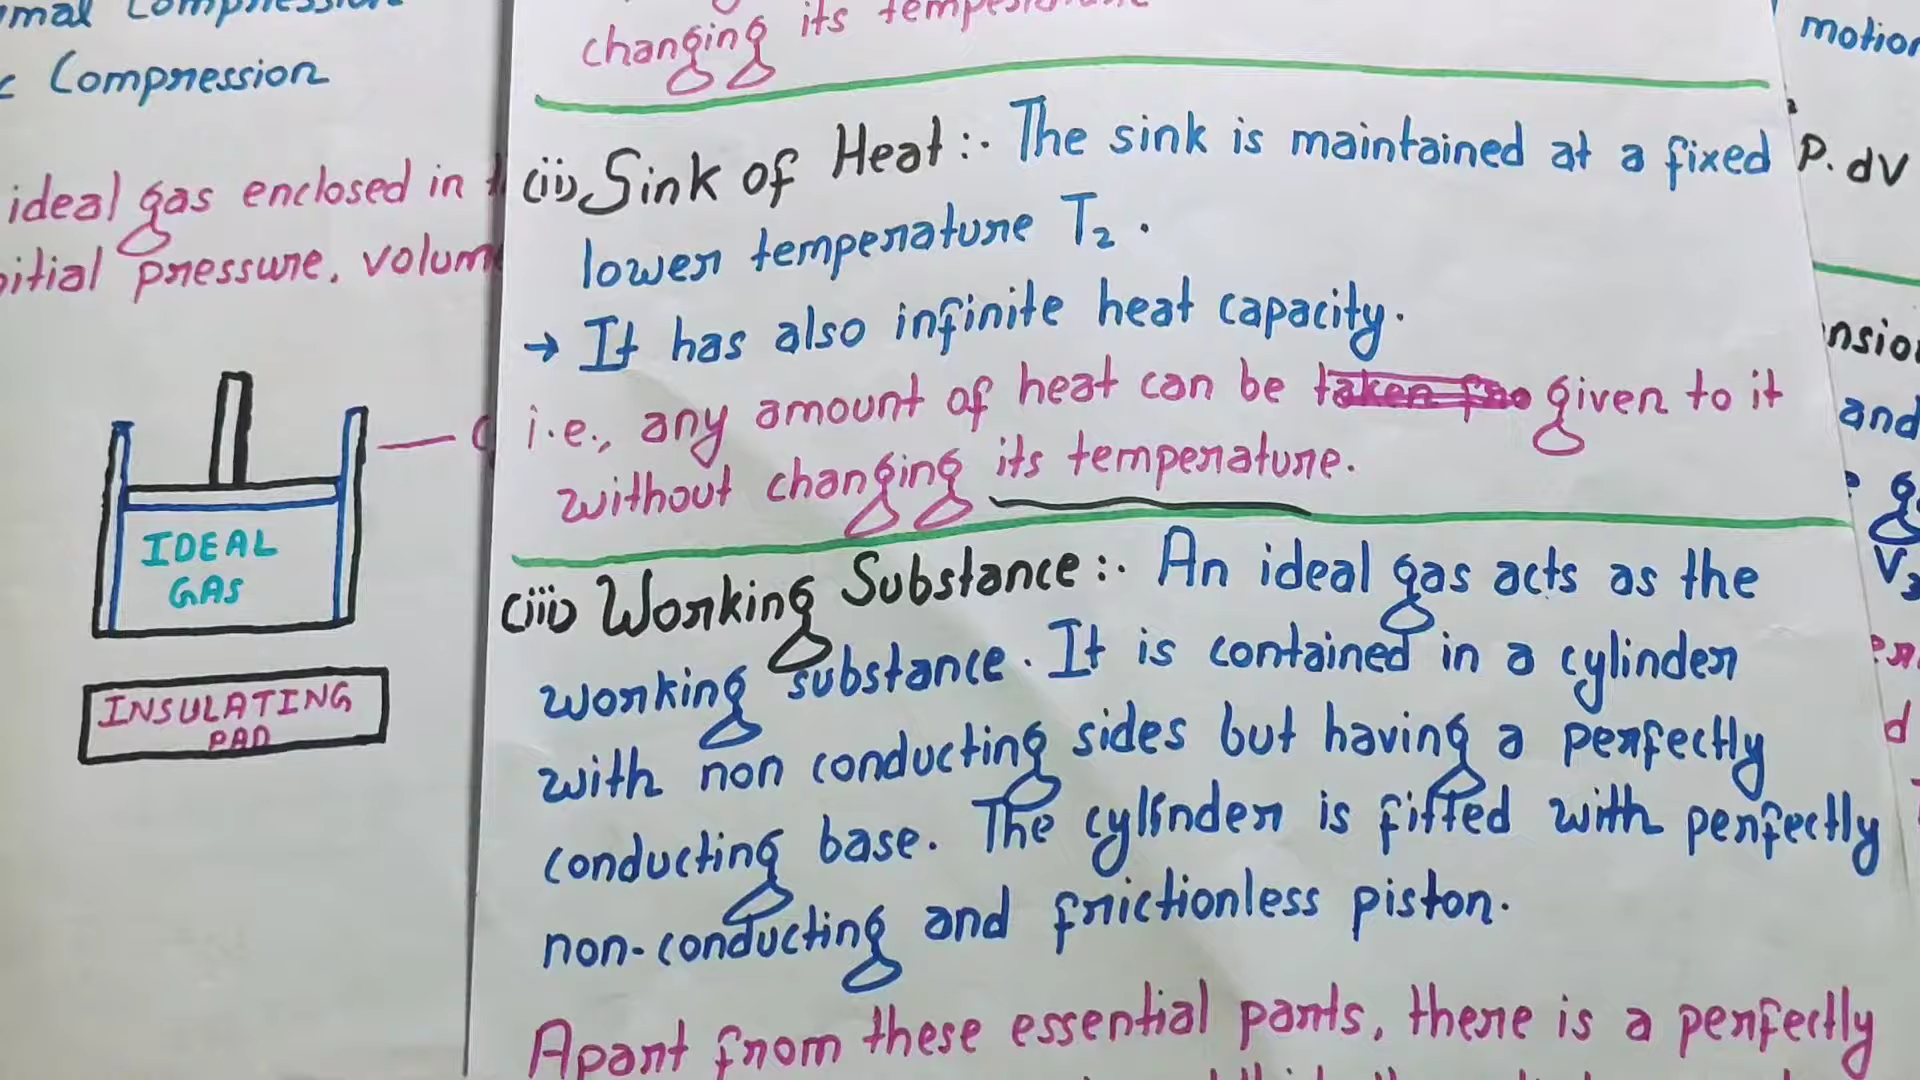 Compression
ideal gas enclosed in
pressure, volum
IDEAL
GAS
INSULATING
PAD
changing its temperature
(ii) Sink of Heat:- The sink is maintained at a fixed
lower temperature T₂.
→ It has also infinite heat capacity.
i.e., any amount of heat can be given to it
without changing its temperature.
(iii) Working Substance:- An ideal gas acts as the
working substance. It is contained in a cylinder
with non conducting sides but having a perfectly
conducting base. The cylinder is fitted with perfectly
non-conducting and frictionless piston.
Apart from these essential parts, there is a perfectly
motion
P.dV
and
V₃